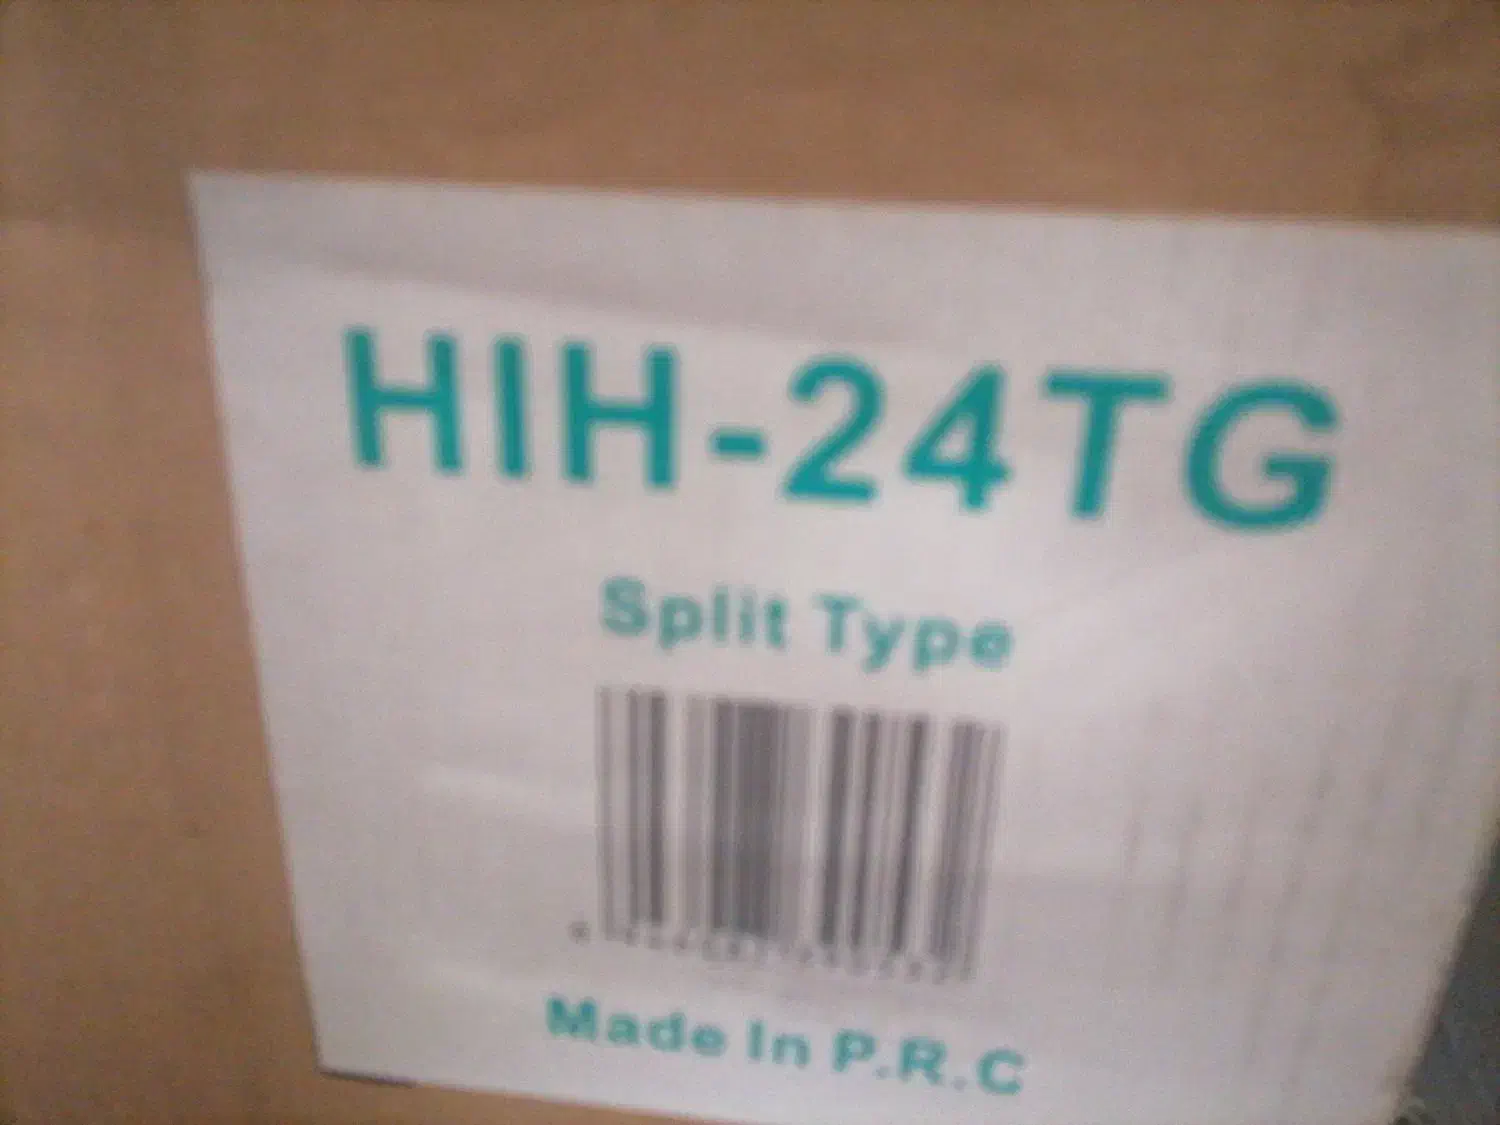 HIH-24TG
Split Type
Made In P.R.C